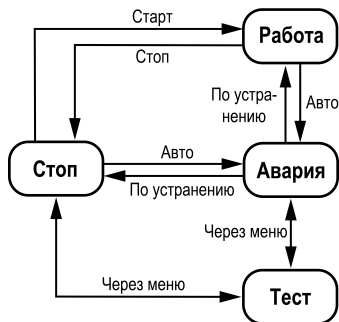 Старт
Работа
Стоп
По устра-
нению
Авто
Стоп
Авто
По устранению
Авария
Через меню
Через меню
Тест